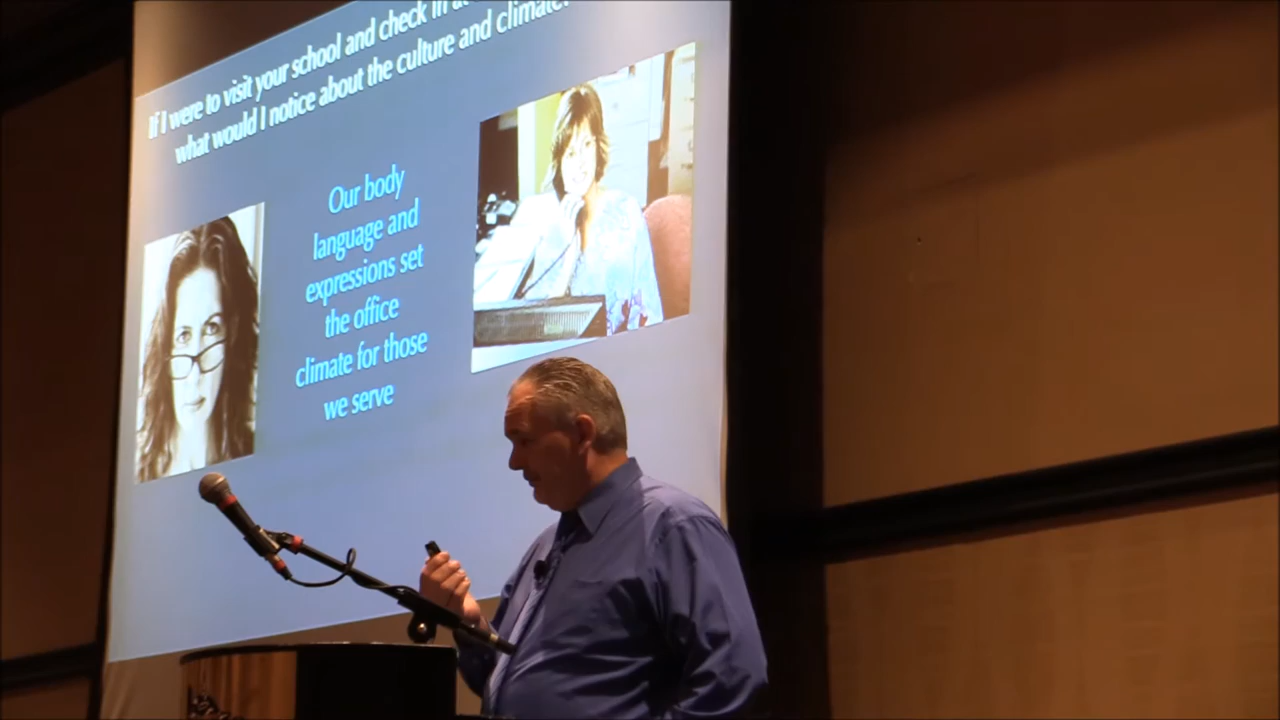 If I were to visit your school and check in at
what would I notice about the culture and climate?
Our body
language and
expressions set
the office
climate for those
we serve